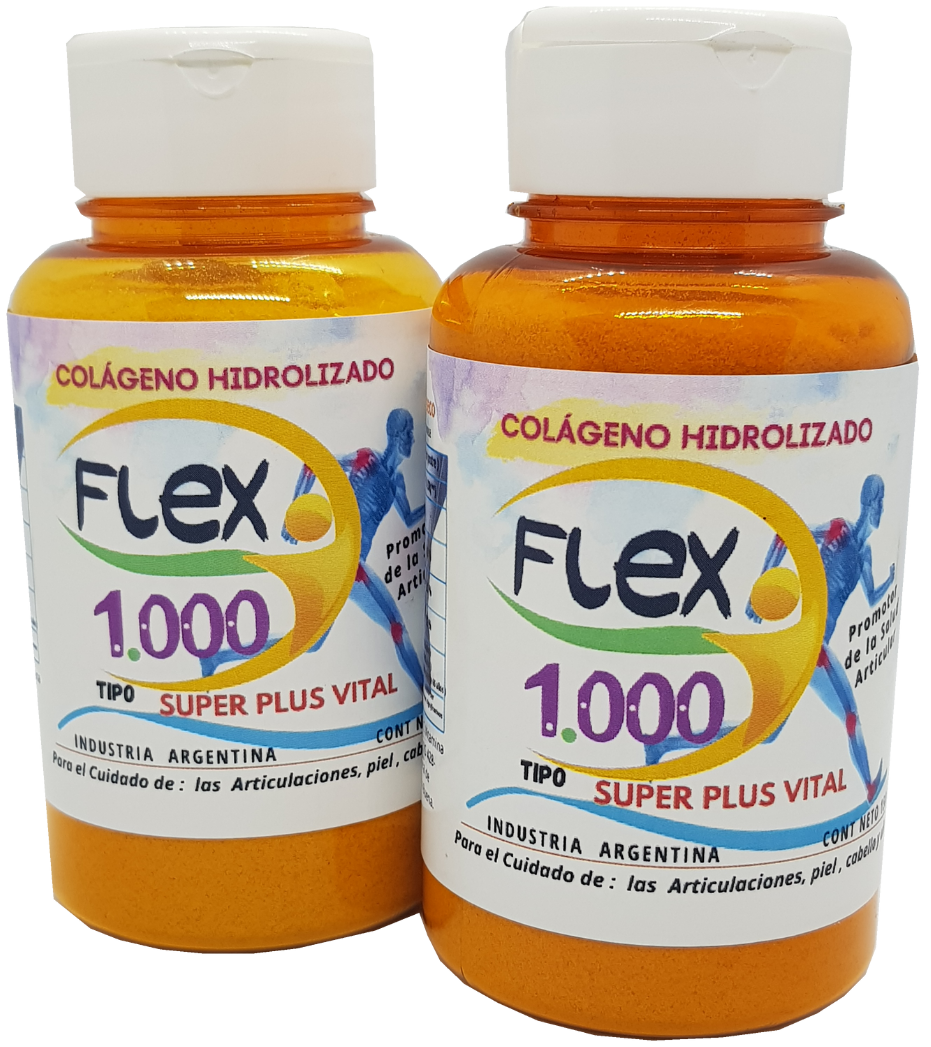 COLÁGENO HIDROLIZADO
FLex
1.000
TIPO SUPER PLUS VITAL
INDUSTRIA ARGENTINA
Para el Cuidado de : las Articulaciones, piel ,
COLÁGENO HIDROLIZADO
FLex
1.000
Promotor
de la Salud
Articular
TIPO SUPER PLUS VITAL
INDUSTRIA ARGENTINA
CONT NETO
Para el Cuidado de : las Articulaciones, piel , cabello y